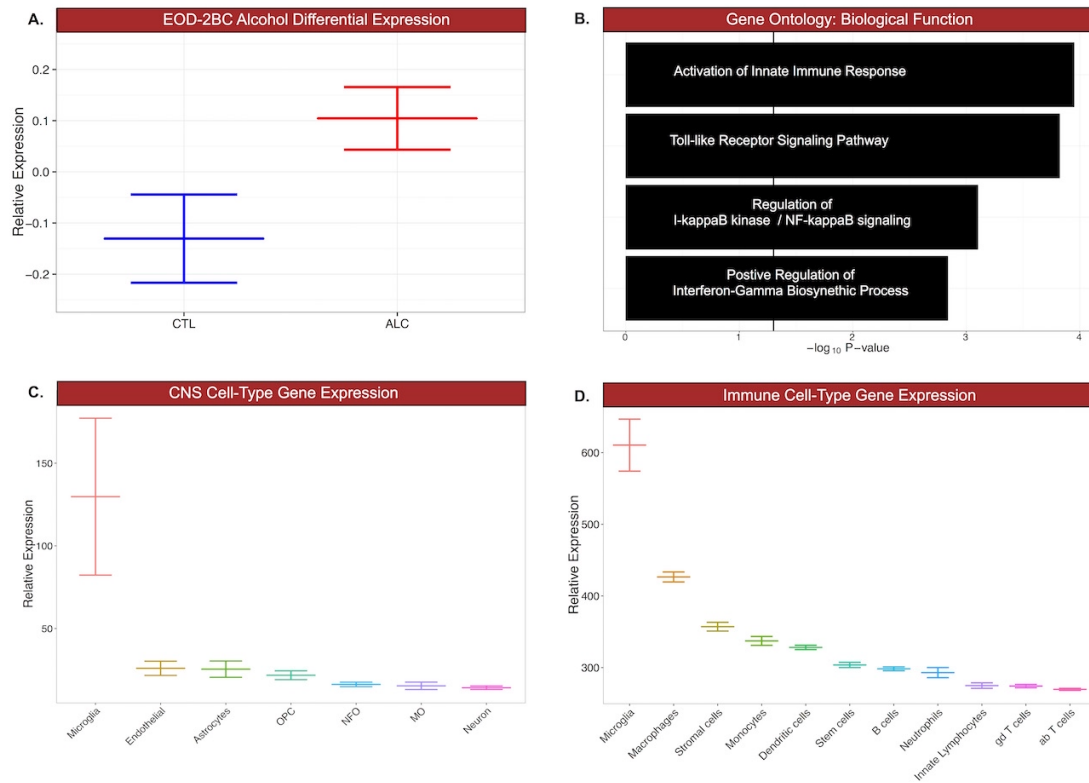 A.
EOD-2BC Alcohol Differential Expression
Relative Expression
0.2
0.1
0.0
−0.1
−0.2
CTL
ALC
B.
Gene Ontology: Biological Function
Activation of Innate Immune Response
Toll-like Receptor Signaling Pathway
Regulation of
I-kappaB kinase / NF-kappaB signaling
Postive Regulation of
Interferon-Gamma Biosynethic Process
0
1
2
3
4
−log10 P−value
C.
CNS Cell-Type Gene Expression
Relative Expression
150
100
50
Microglia
Endothelial
Astrocytes
OPC
NFO
MO
Neuron
D.
Immune Cell-Type Gene Expression
Relative Expression
600
500
400
300
Microglia
Macrophages
Stromal cells
Monocytes
Dendritic cells
Stem cells
B cells
Neutrophils
Innate Lymphocytes
gd T cells
ab T cells